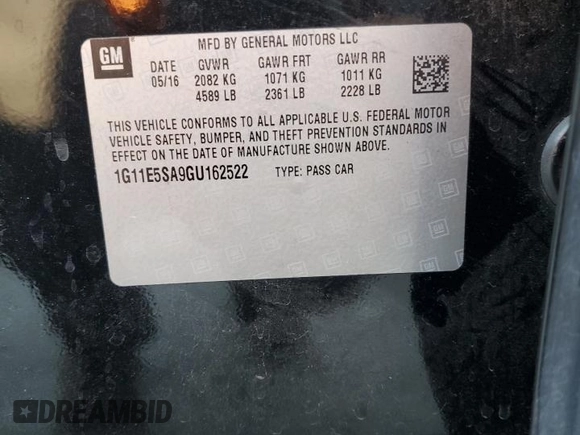 GM
MFD BY GENERAL MOTORS LLC
DATE GVWR GAWR FRT GAWR RR
05/16 2082 KG 1071 KG 1011 KG
4589 LB 2361 LB 2228 LB
THIS VEHICLE CONFORMS TO ALL APPLICABLE U.S. FEDERAL MOTOR
VEHICLE SAFETY, BUMPER, AND THEFT PREVENTION STANDARDS IN
EFFECT ON THE DATE OF MANUFACTURE SHOWN ABOVE.
1G11E5SA9GU162522 TYPE: PASS CAR
DREAMBID